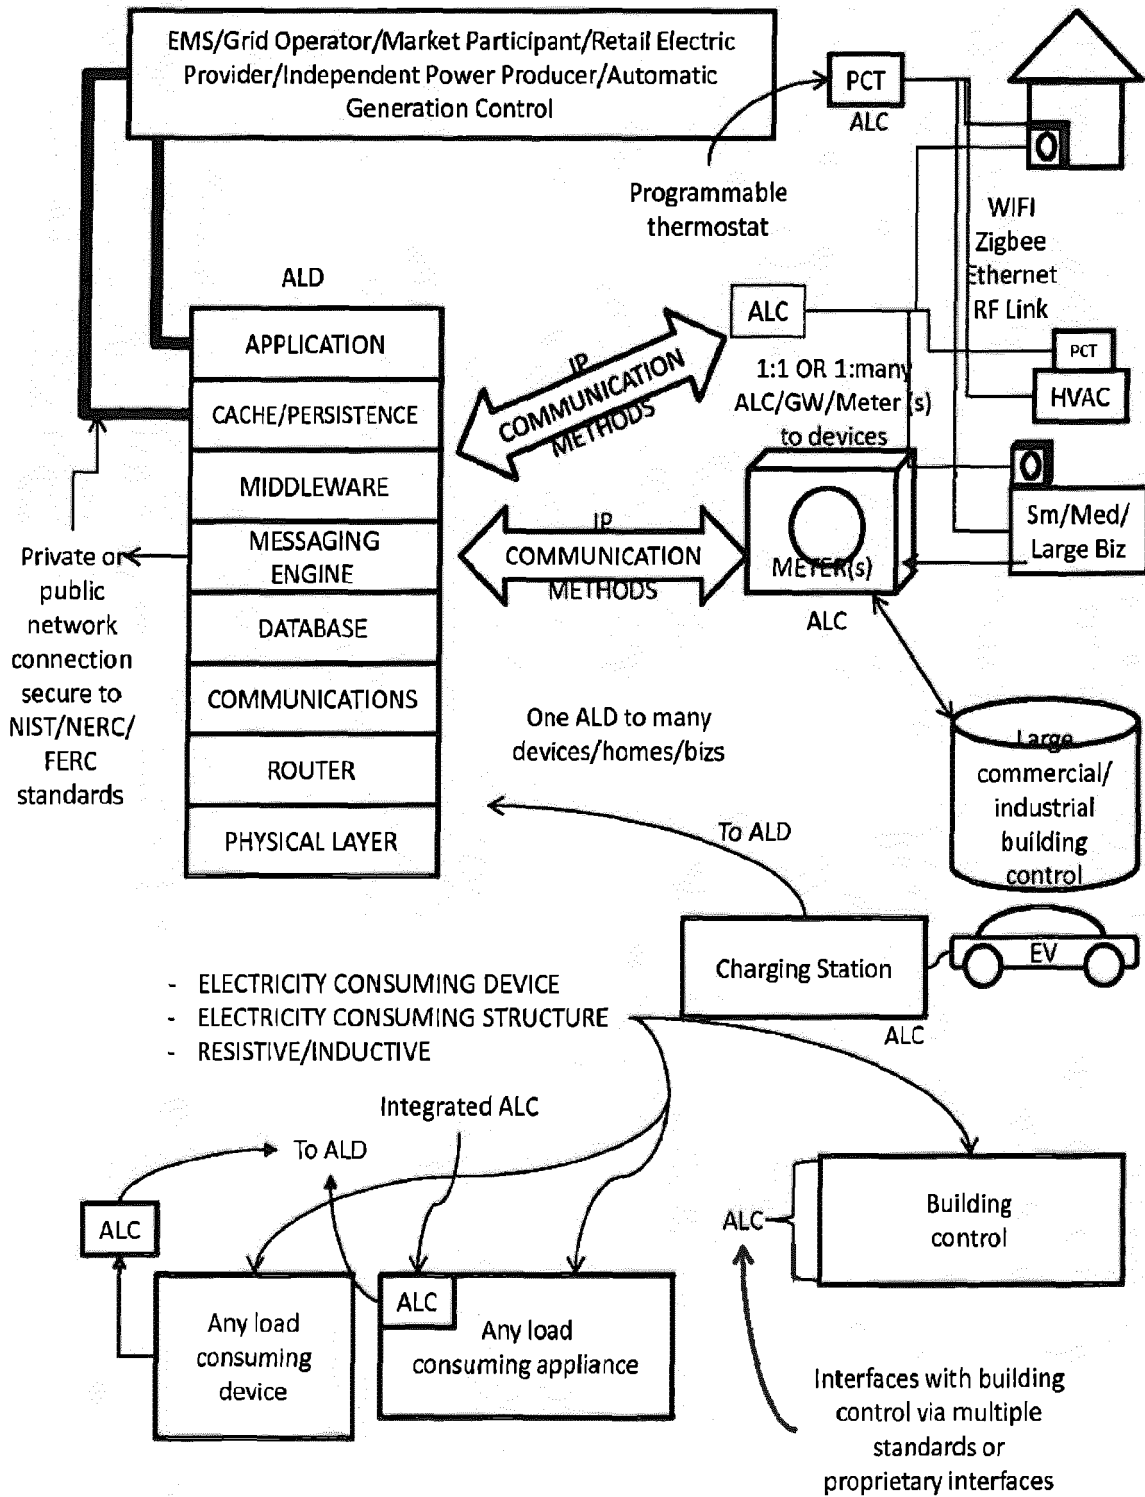 EMS/Grid Operator/Market Participant/Retail Electric
Provider/Independent Power Producer/Automatic
Generation Control
PCT
ALC
Programmable
thermostat
WIFI
Zigbee
Ethernet
RF Link
ALD
APPLICATION
CACHE/PERSISTENCE
MIDDLEWARE
MESSAGING
ENGINE
DATABASE
COMMUNICATIONS
ROUTER
PHYSICAL LAYER
IP
COMMUNICATION
METHODS
ALC
1:1 OR 1:many
ALC/GW/Meter (s)
to devices
PCT
HVAC
IP
COMMUNICATION
METHODS
METER(s)
ALC
Sm/Med/
Large Biz
Private or
public
network
connection
secure to
NIST/NERC/
FERC
standards
One ALD to many
devices/homes/bizs
Large
commercial/
industrial
building
control
To ALD
Charging Station
ALC
EV
- ELECTRICITY CONSUMING DEVICE
- ELECTRICITY CONSUMING STRUCTURE
- RESISTIVE/INDUCTIVE
Integrated ALC
To ALD
ALC
Any load
consuming
device
ALC
Any load
consuming appliance
ALC
Building
control
Interfaces with building
control via multiple
standards or
proprietary interfaces